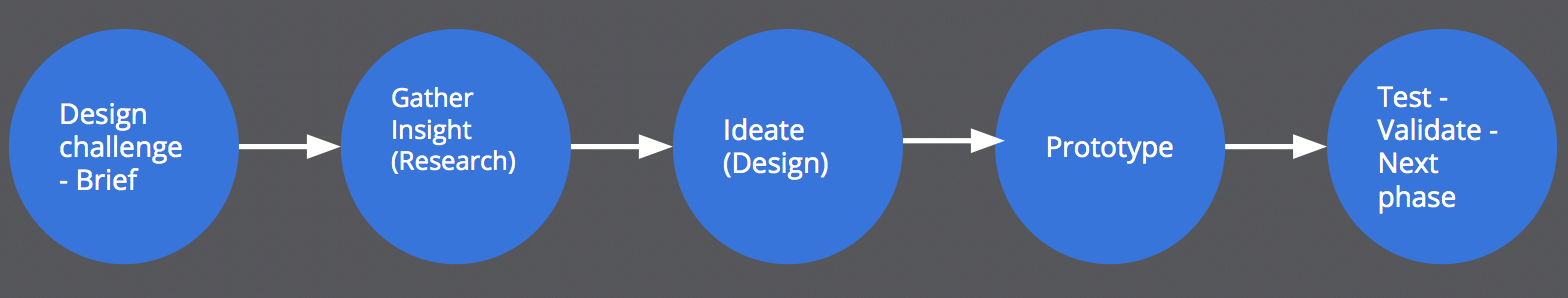 Design
challenge
- Brief
Gather
Insight
(Research)
Ideate
(Design)
Prototype
Test -
Validate -
Next
phase